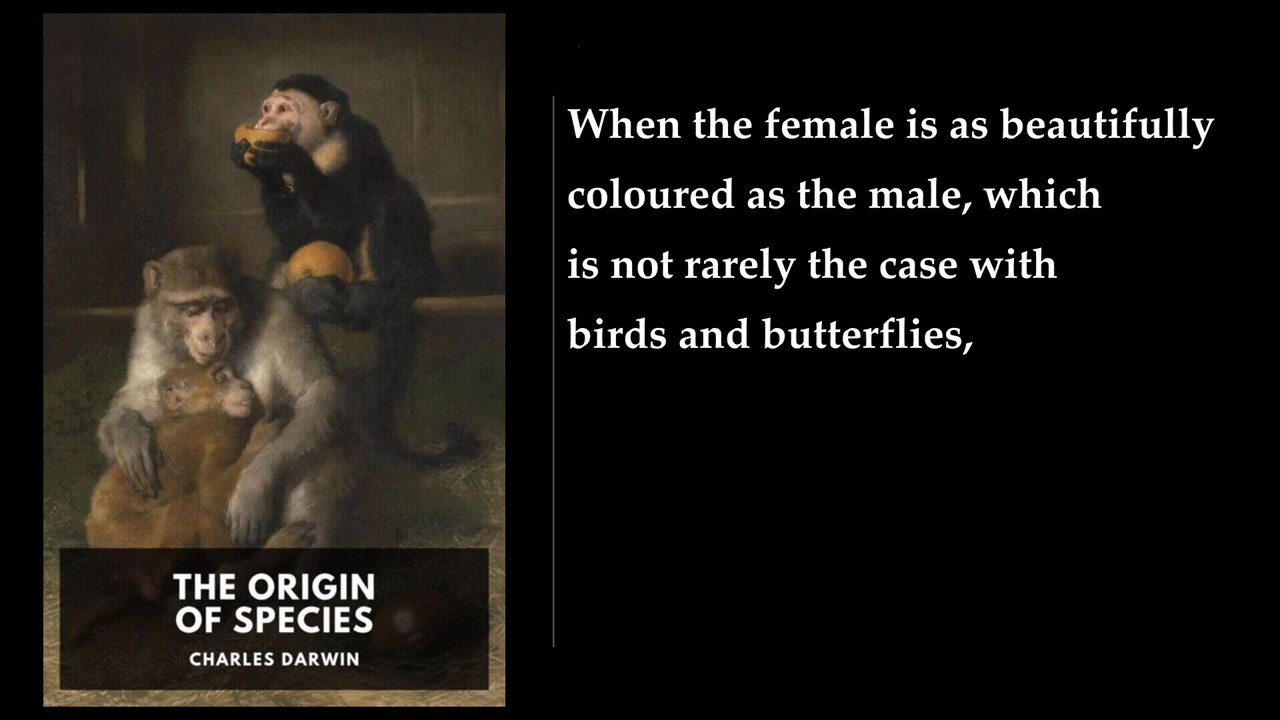 THE ORIGIN
OF SPECIES
CHARLES DARWIN
When the female is as beautifully
coloured as the male, which
is not rarely the case with
birds and butterflies,